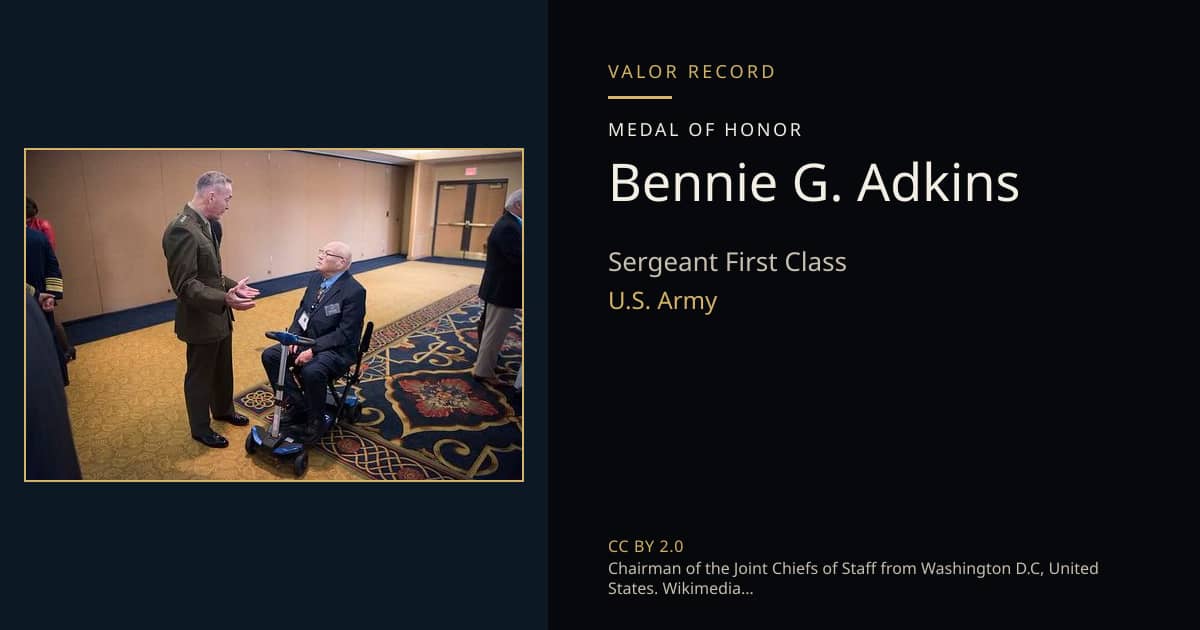 VALOR RECORD
MEDAL OF HONOR
Bennie G. Adkins
Sergeant First Class
U.S. Army
CC BY 2.0
Chairman of the Joint Chiefs of Staff from Washington D.C, United
States. Wikimedia...